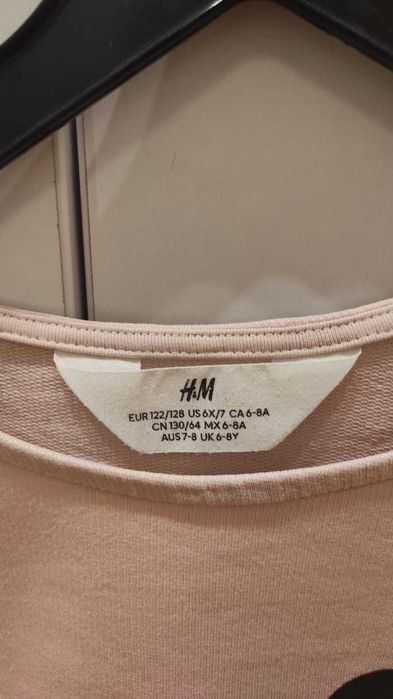 H&M
EUR 122/128 US 6X/7 CA 6-8A
CN 130/64 MX 6-8A
AUS 7-8 UK 6-8Y